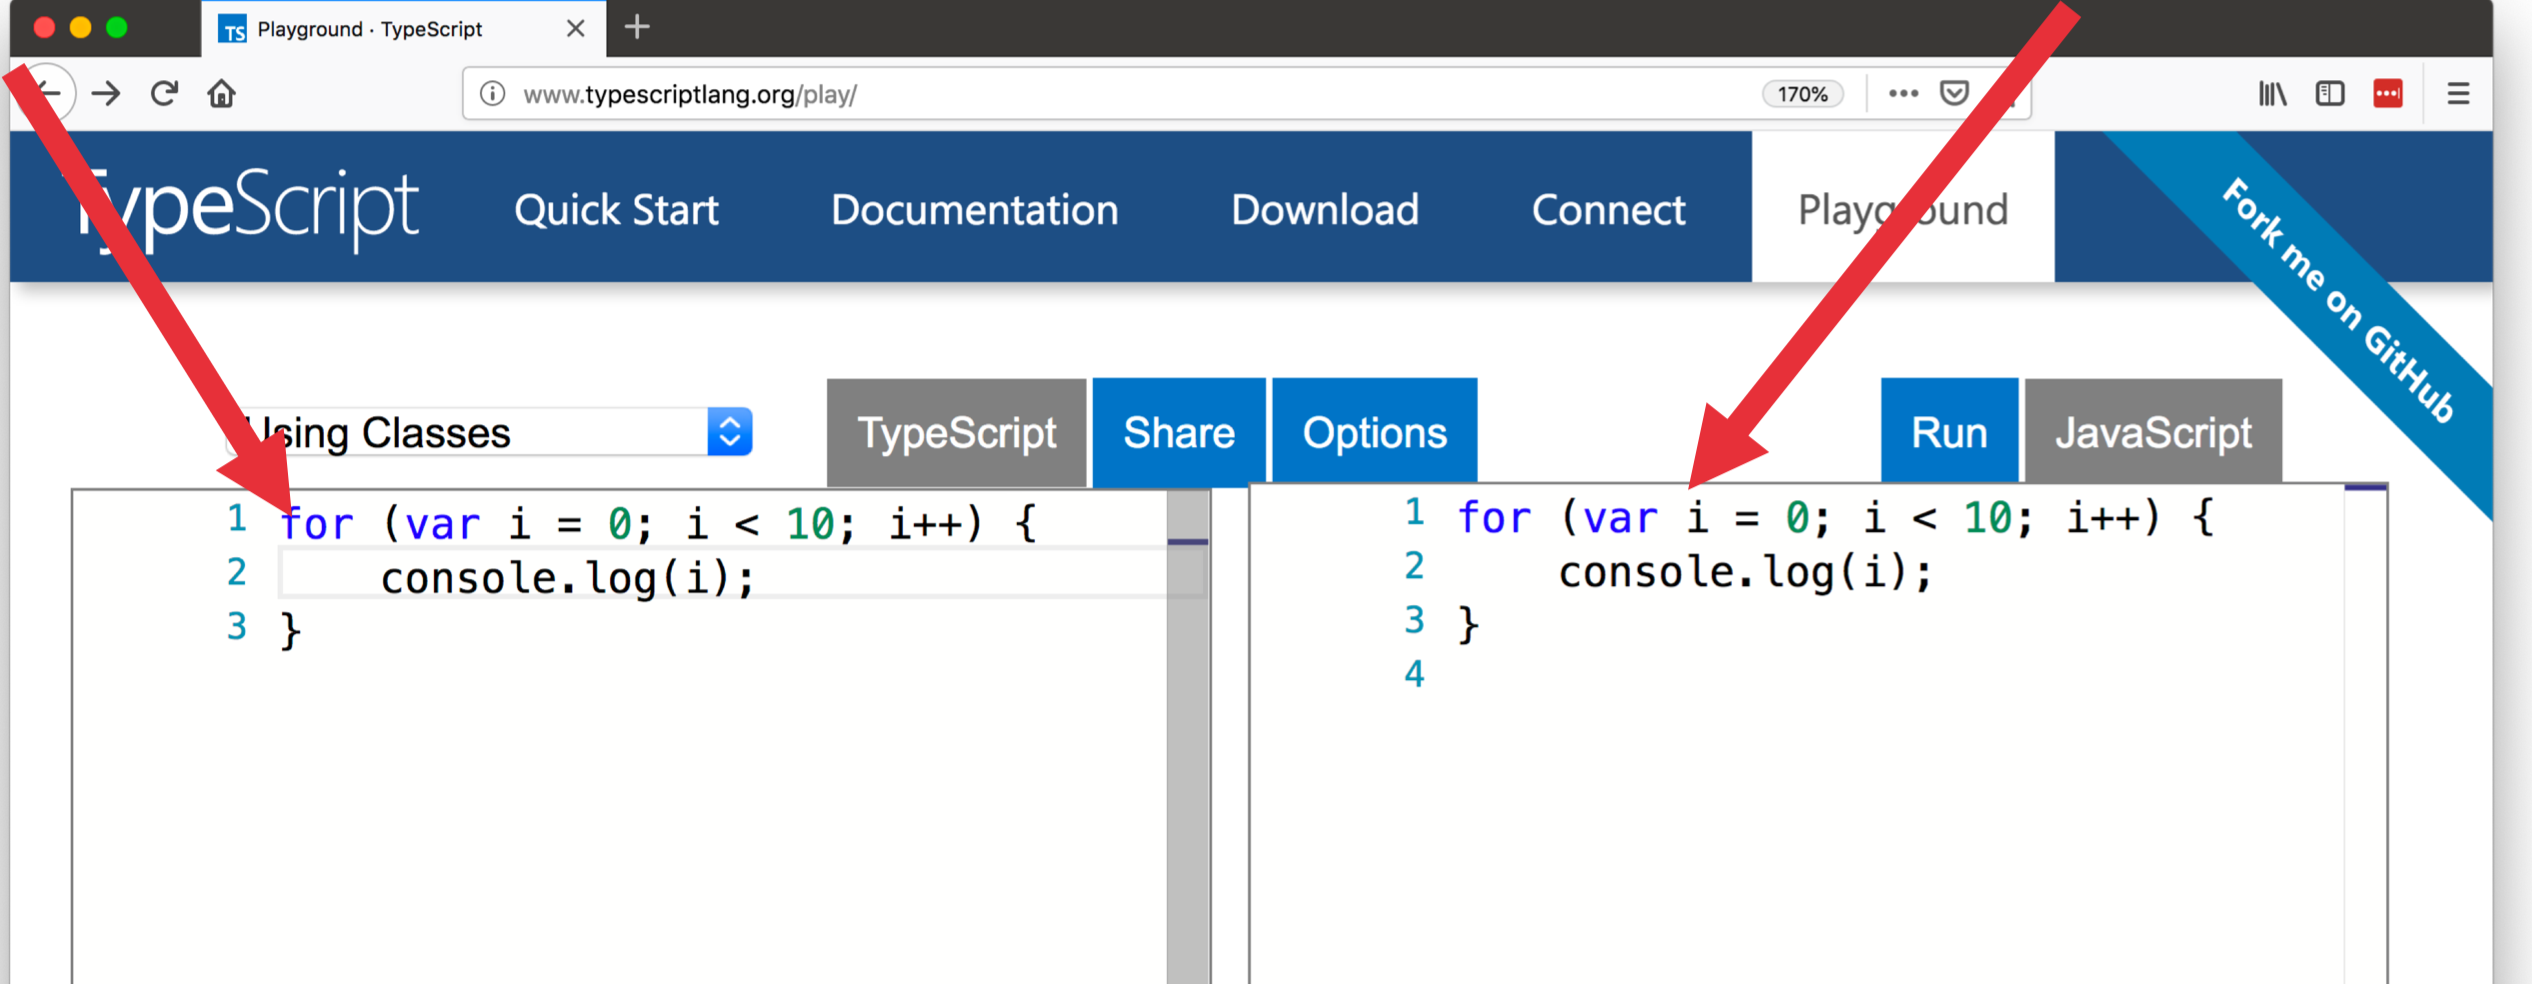 TS Playground · TypeScript
www.typescriptlang.org/play/ 170%
TypeScript Quick Start Documentation Download Connect Playground
Fork me on GitHub
Using Classes TypeScript Share Options Run JavaScript
1 for (var i = 0; i < 10; i++) {
2     console.log(i);
3 }
1 for (var i = 0; i < 10; i++) {
2     console.log(i);
3 }
4